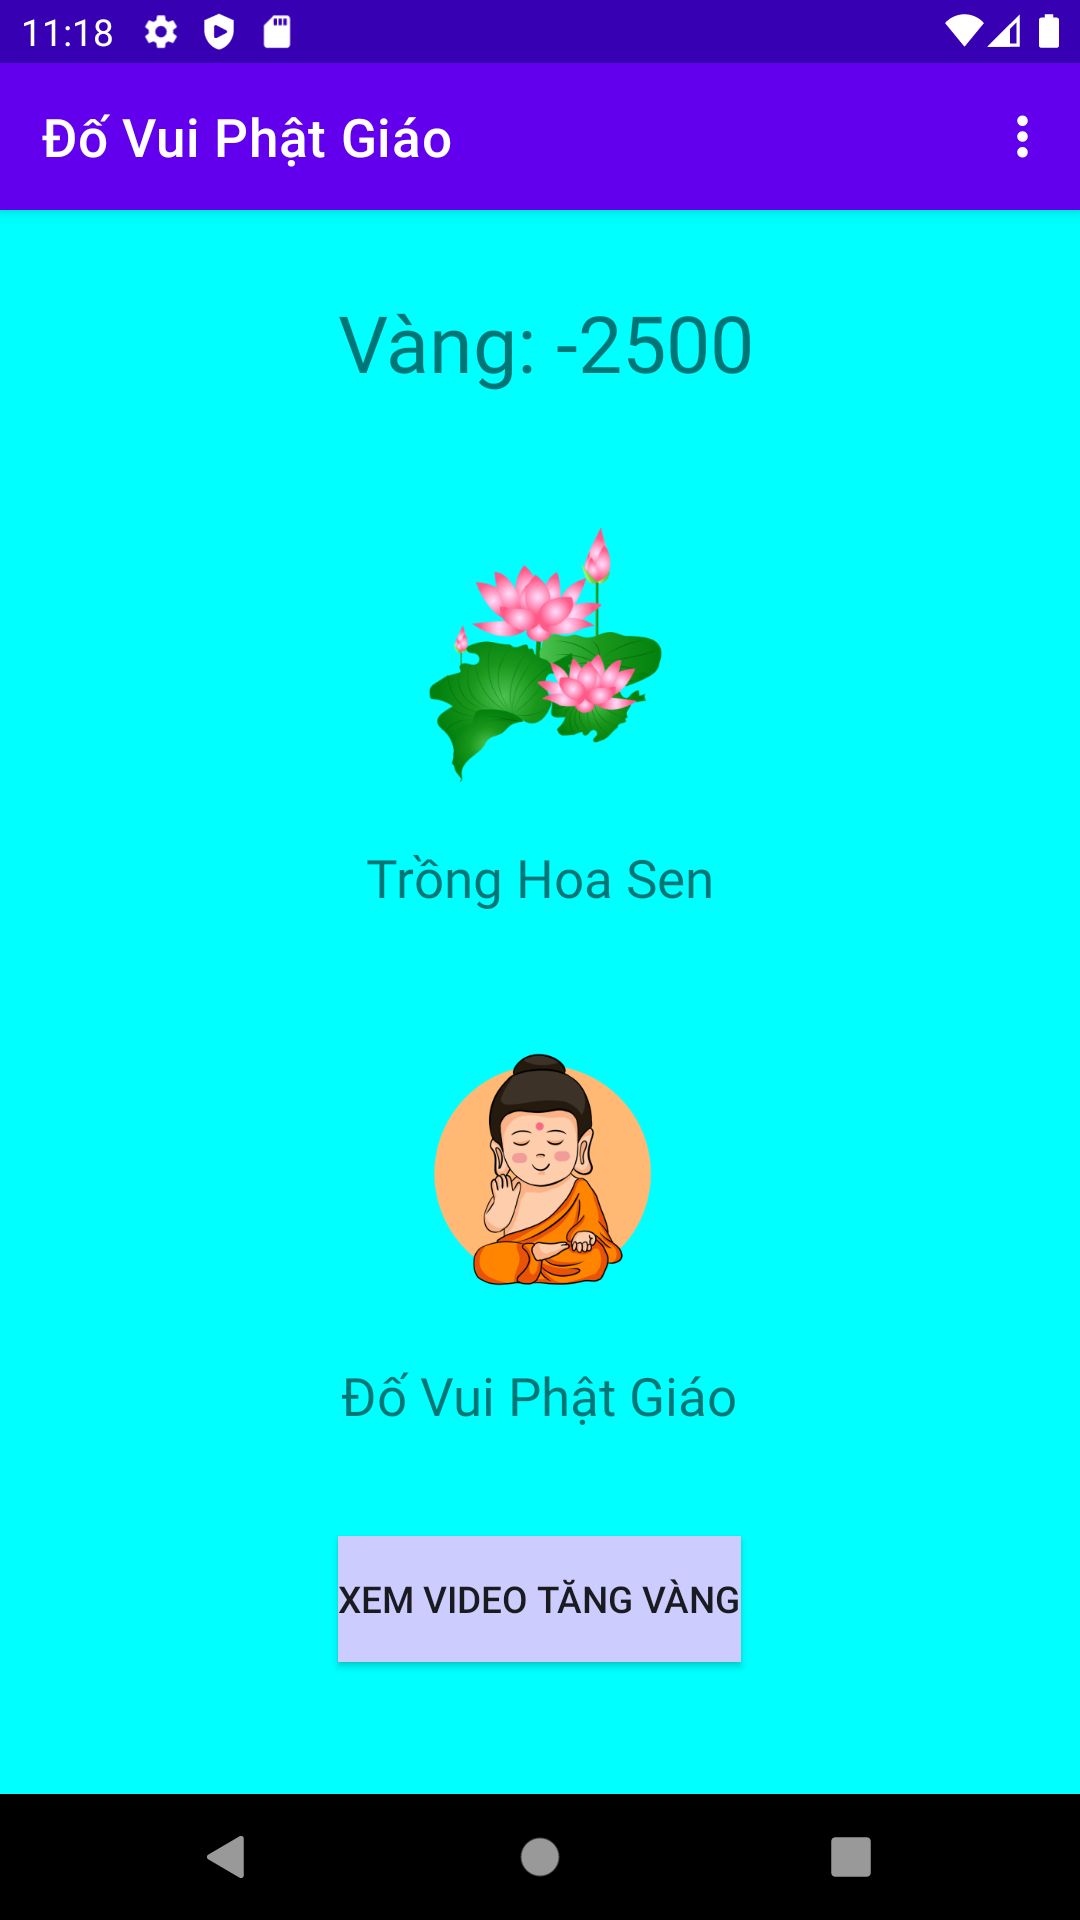 11:18
Đố Vui Phật Giáo
Vàng: -2500
Trồng Hoa Sen
Đố Vui Phật Giáo
XEM VIDEO TĂNG VÀNG